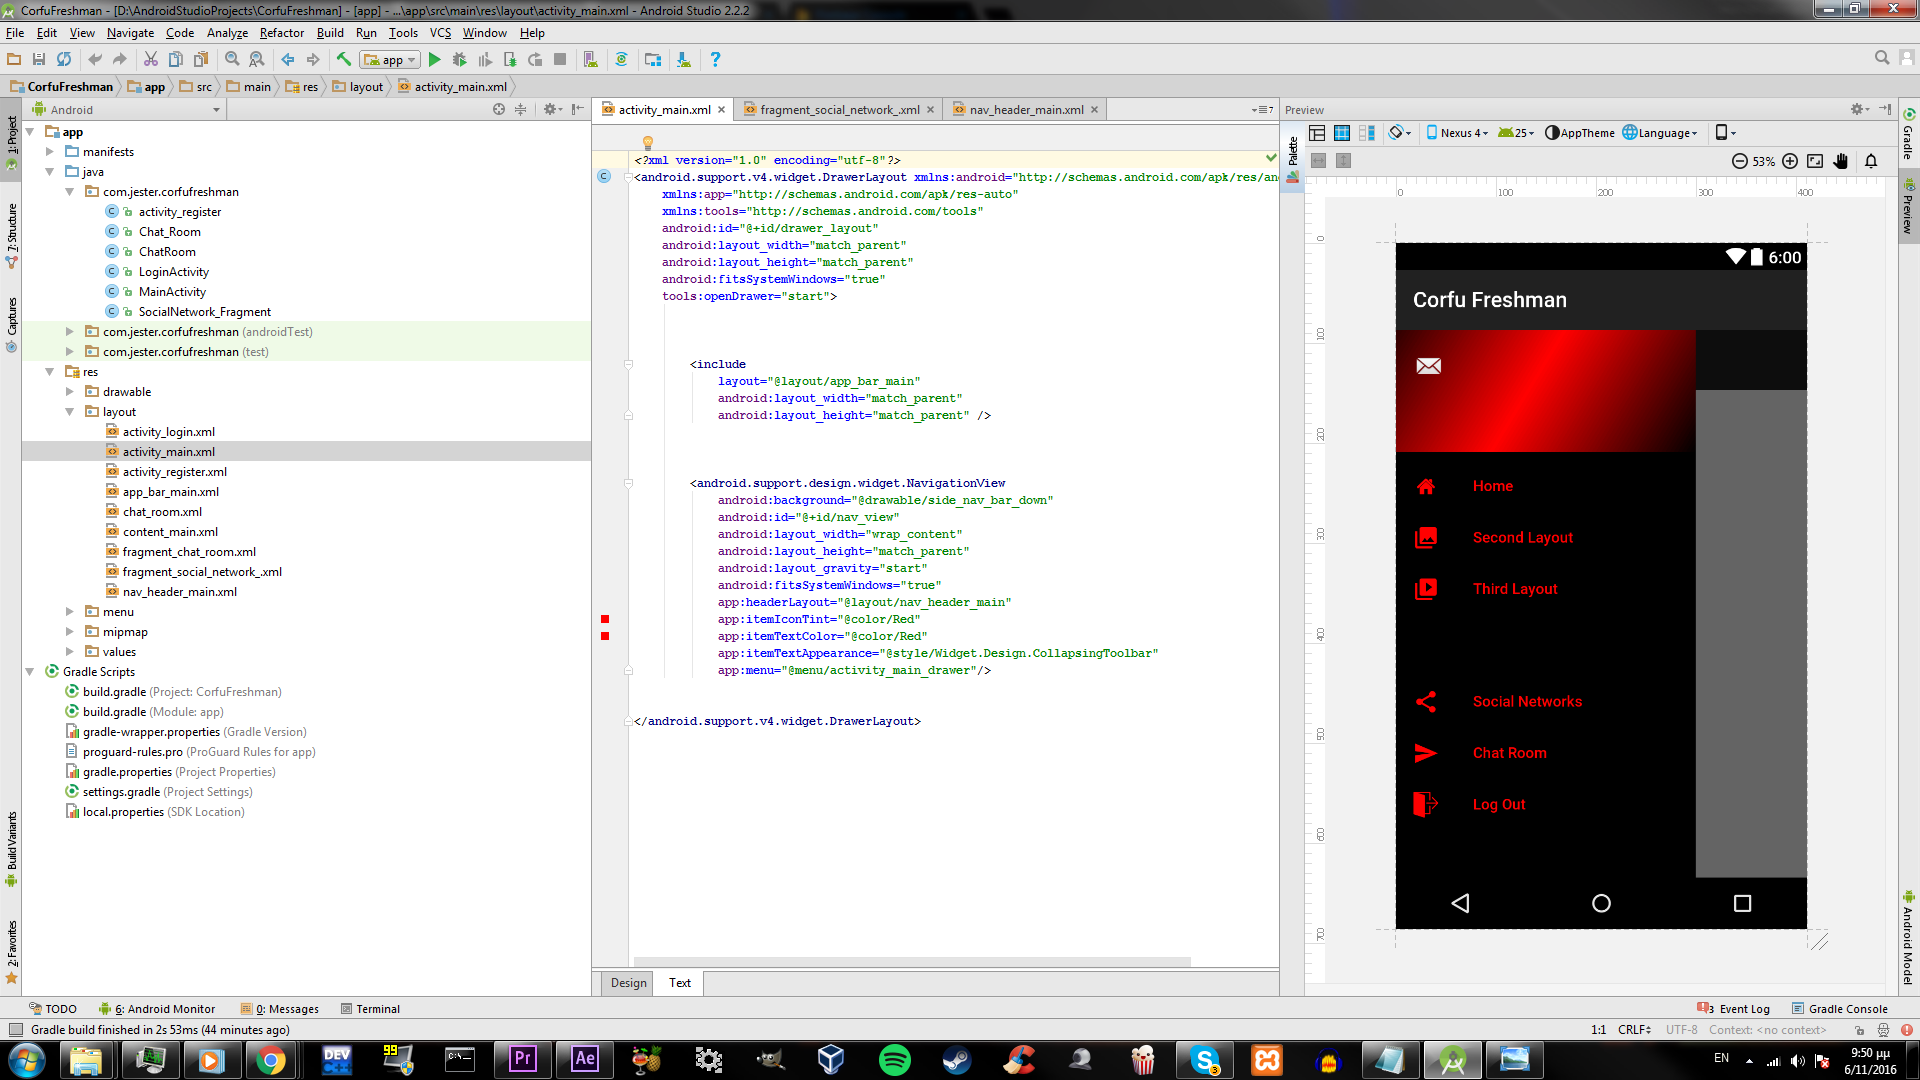 CorfuFreshman - [D:\AndroidStudioProjects\CorfuFreshman] - [app] - ...\app\src\main\res\layout\activity_main.xml - Android Studio 2.2.2
File Edit View Navigate Code Analyze Refactor Build Run Tools VCS Window Help
app
CorfuFreshman app src main res layout activity_main.xml
1: Project
7: Structure
Captures
Build Variants
2: Favorites
Android
app
manifests
java
com.jester.corfufreshman
activity_register
Chat_Room
ChatRoom
LoginActivity
MainActivity
SocialNetwork_Fragment
com.jester.corfufreshman (androidTest)
com.jester.corfufreshman (test)
res
drawable
layout
activity_login.xml
activity_main.xml
activity_register.xml
app_bar_main.xml
chat_room.xml
content_main.xml
fragment_chat_room.xml
fragment_social_network_.xml
nav_header_main.xml
menu
mipmap
values
Gradle Scripts
build.gradle (Project: CorfuFreshman)
build.gradle (Module: app)
gradle-wrapper.properties (Gradle Version)
proguard-rules.pro (ProGuard Rules for app)
gradle.properties (Project Properties)
settings.gradle (Project Settings)
local.properties (SDK Location)
activity_main.xml fragment_social_network_.xml nav_header_main.xml 7
<?xml version="1.0" encoding="utf-8"?>
<android.support.v4.widget.DrawerLayout xmlns:android="http://schemas.android.com/apk/res/an
xmlns:app="http://schemas.android.com/apk/res-auto"
xmlns:tools="http://schemas.android.com/tools"
android:id="@+id/drawer_layout"
android:layout_width="match_parent"
android:layout_height="match_parent"
android:fitsSystemWindows="true"
tools:openDrawer="start">
<include
layout="@layout/app_bar_main"
android:layout_width="match_parent"
android:layout_height="match_parent" />
<android.support.design.widget.NavigationView
android:background="@drawable/side_nav_bar_down"
android:id="@+id/nav_view"
android:layout_width="wrap_content"
android:layout_height="match_parent"
android:layout_gravity="start"
android:fitsSystemWindows="true"
app:headerLayout="@layout/nav_header_main"
app:itemIconTint="@color/Red"
app:itemTextColor="@color/Red"
app:itemTextAppearance="@style/Widget.Design.CollapsingToolbar"
app:menu="@menu/activity_main_drawer"/>
</android.support.v4.widget.DrawerLayout>
Design Text
Preview
Palette
Nexus 4 25 AppTheme Language
53%
0 100 200 300 400
0
100
200
300
400
500
600
700
6:00
Corfu Freshman
Home
Second Layout
Third Layout
Social Networks
Chat Room
Log Out
Gradle
Preview
Android Model
TODO 6: Android Monitor 0: Messages Terminal 3 Event Log Gradle Console
Gradle build finished in 2s 53ms (44 minutes ago) 1:1 CRLF UTF-8 Context: <no context>
DEV
99
C:\
Pr
Ae
3
EN
9:50 μμ
6/11/2016